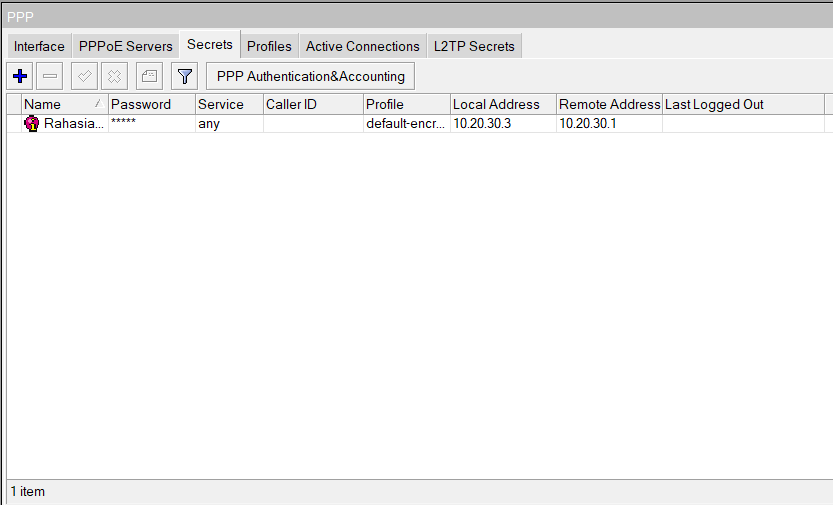 PPP
Interface PPPoE Servers Secrets Profiles Active Connections L2TP Secrets
PPP Authentication&Accounting
Name Password Service Caller ID Profile Local Address Remote Address Last Logged Out
Rahasia... ***** any default-encr... 10.20.30.3 10.20.30.1
1 item